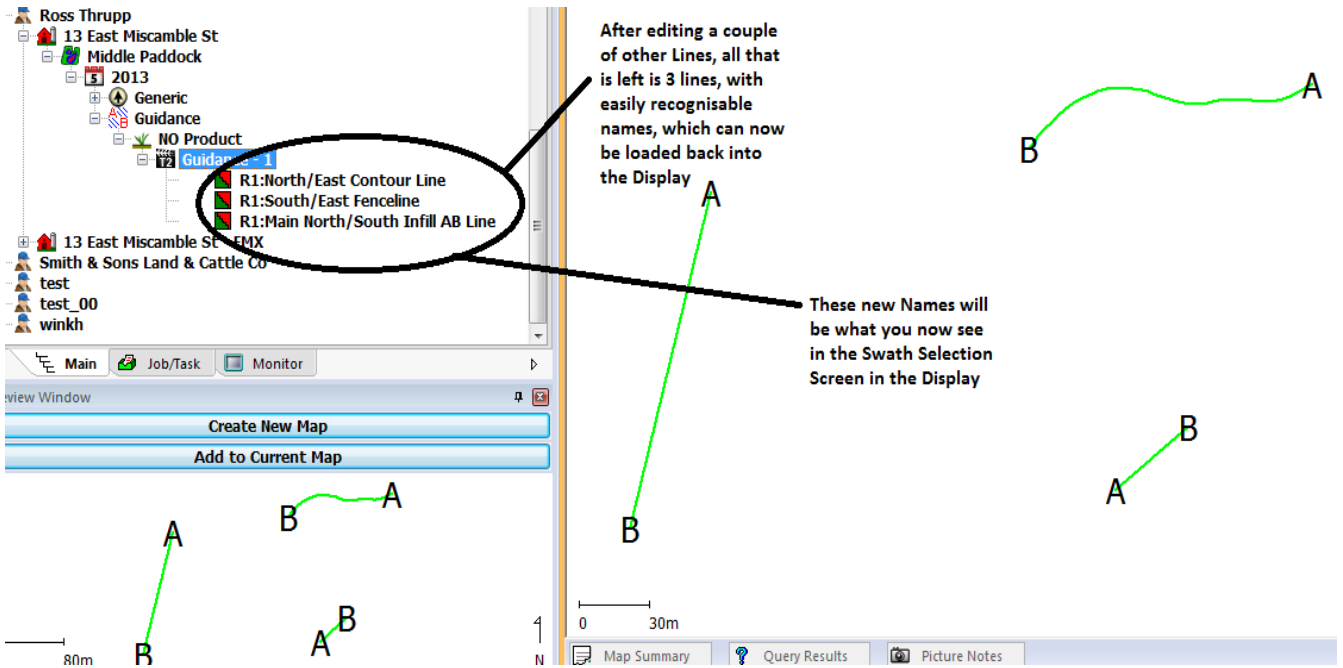 Ross Thrupp
13 East Miscamble St
Middle Paddock
5 2013
Generic
Guidance
NO Product
T2 Guidance - 1
R1:North/East Contour Line
R1:South/East Fenceline
R1:Main North/South Infill AB Line
13 East Miscamble St - FMX
Smith & Sons Land & Cattle Co
test
test_00
winkh
Main Job/Task Monitor
eview Window
Create New Map
Add to Current Map
A
B
A
B
B
A
80m
N
After editing a couple
of other Lines, all that
is left is 3 lines, with
easily recognisable
names, which can now
be loaded back into
the Display
A
B
A
B
These new Names will
be what you now see
in the Swath Selection
Screen in the Display
B
A
0 30m
Map Summary Query Results Picture Notes